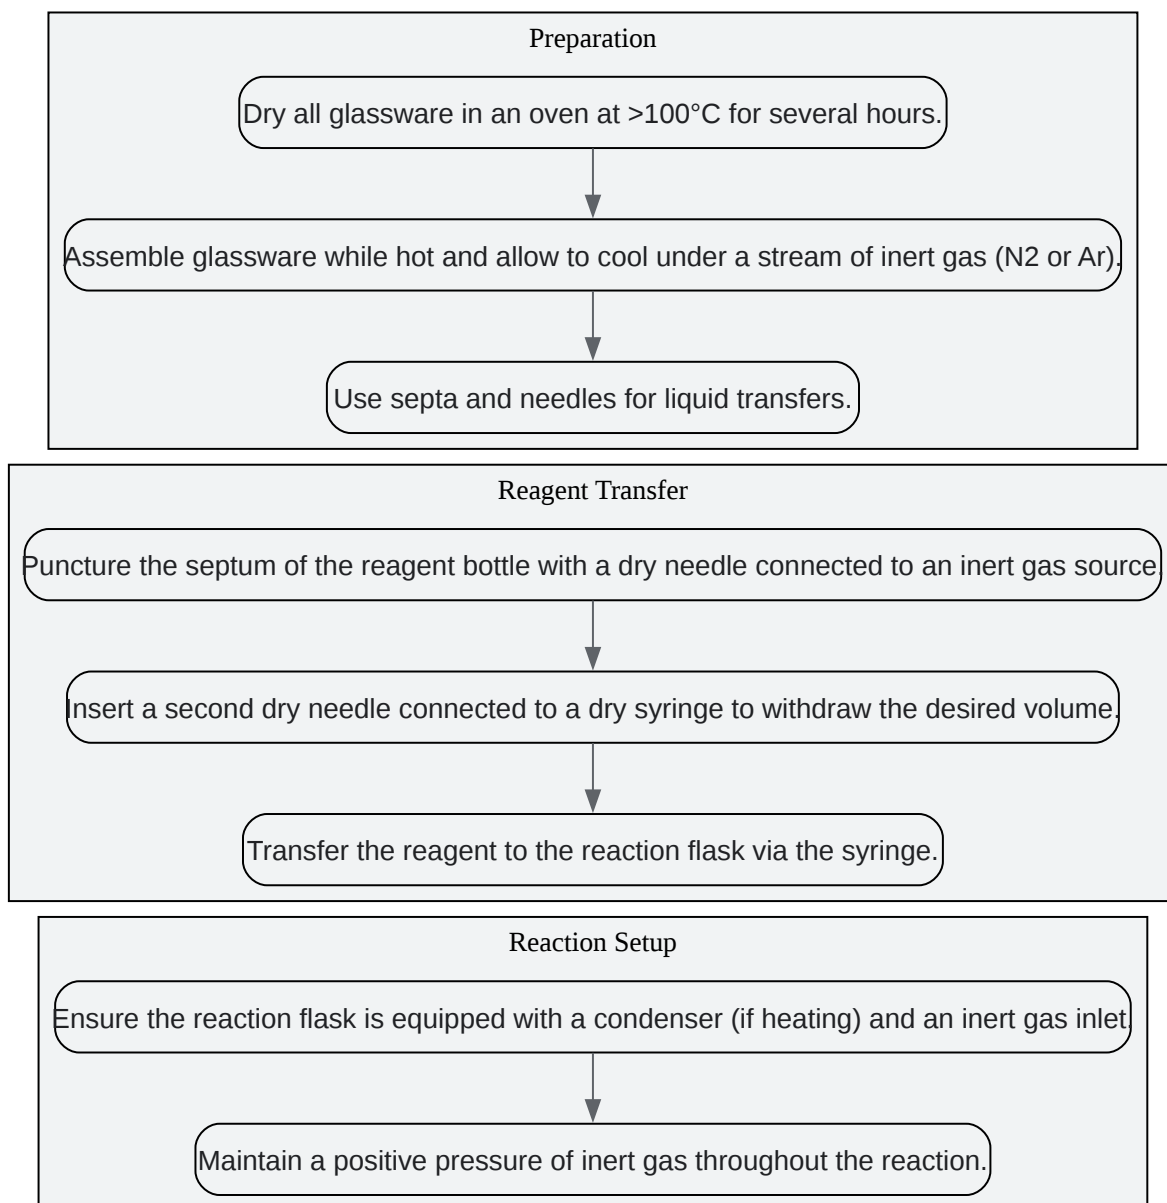 Preparation
Dry all glassware in an oven at >100°C for several hours.
Assemble glassware while hot and allow to cool under a stream of inert gas (N2 or Ar).
Use septa and needles for liquid transfers.
Reagent Transfer
Puncture the septum of the reagent bottle with a dry needle connected to an inert gas source.
Insert a second dry needle connected to a dry syringe to withdraw the desired volume.
Transfer the reagent to the reaction flask via the syringe.
Reaction Setup
Ensure the reaction flask is equipped with a condenser (if heating) and an inert gas inlet.
Maintain a positive pressure of inert gas throughout the reaction.